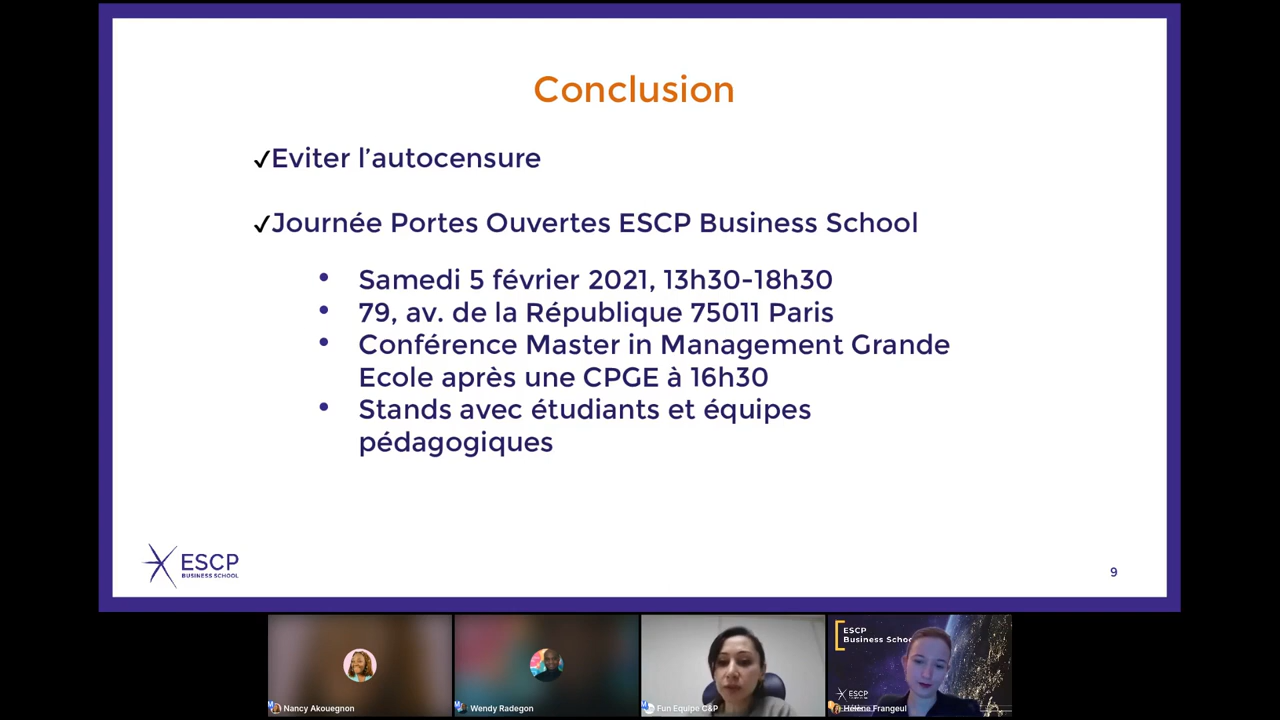 Conclusion
✓Eviter l'autocensure
✓Journée Portes Ouvertes ESCP Business School
• Samedi 5 février 2021, 13h30-18h30
• 79, av. de la République 75011 Paris
• Conférence Master in Management Grande
Ecole après une CPGE à 16h30
• Stands avec étudiants et équipes
pédagogiques
ESCP
BUSINESS SCHOOL
9
Nancy Akouegnon
Wendy Radegon
Fun Equipe C&P
ESCP
Business Schoo
ESCP
Hélène Frangeul